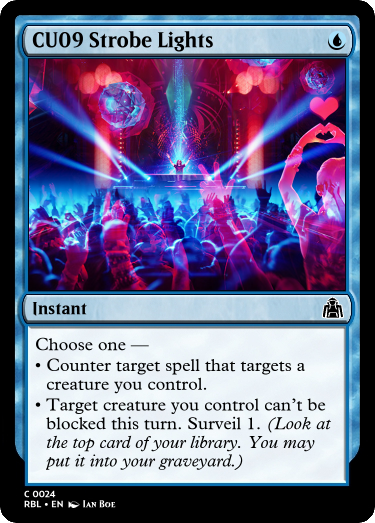 CU09 Strobe Lights
Instant
Choose one —
• Counter target spell that targets a
creature you control.
• Target creature you control can't be
blocked this turn. Surveil 1. (Look at
the top card of your library. You may
put it into your graveyard.)
C 0024
RBL • EN Ian Boe